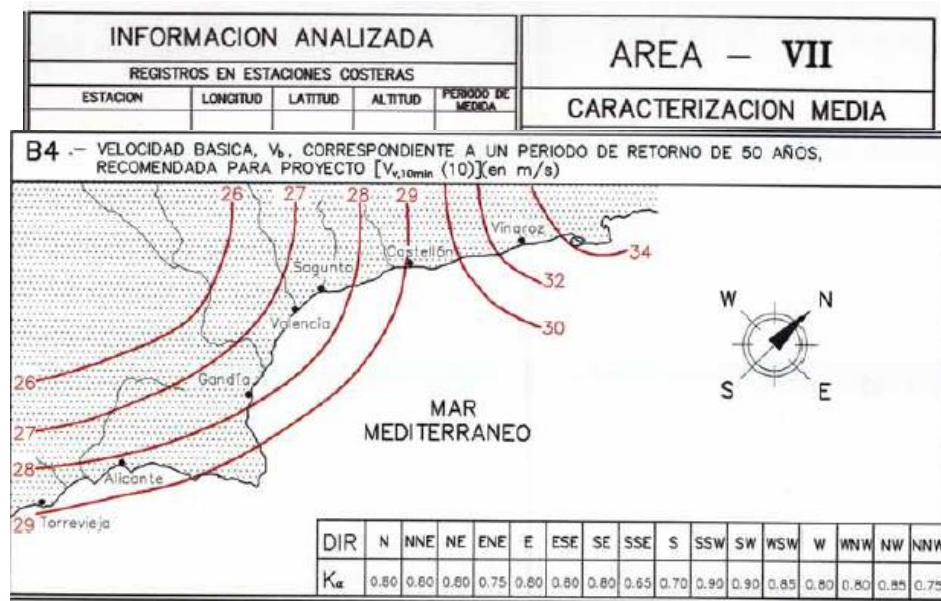 INFORMACION ANALIZADA
REGISTROS EN ESTACIONES COSTERAS
ESTACION LONGITUD LATITUD ALTITUD PERIODO DE MEDIDA
AREA – VII
CARACTERIZACION MEDIA
B4 .- VELOCIDAD BASICA, Vb, CORRESPONDIENTE A UN PERIODO DE RETORNO DE 50 AÑOS,
RECOMENDADA PARA PROYECTO [Vv,10min (10)](en m/s)
26 27 28 29
Vinaroz
34
Castellón
Sagunto
32
Valencia
30
W N
S E
26
Gandía
27
MAR
MEDITERRANEO
28
Alicante
29 Torrevieja
DIR N NNE NE ENE E ESE SE SSE S SSW SW WSW W WNW NW NNW
Kα 0.80 0.80 0.80 0.75 0.80 0.80 0.80 0.65 0.70 0.90 0.90 0.85 0.80 0.80 0.85 0.75